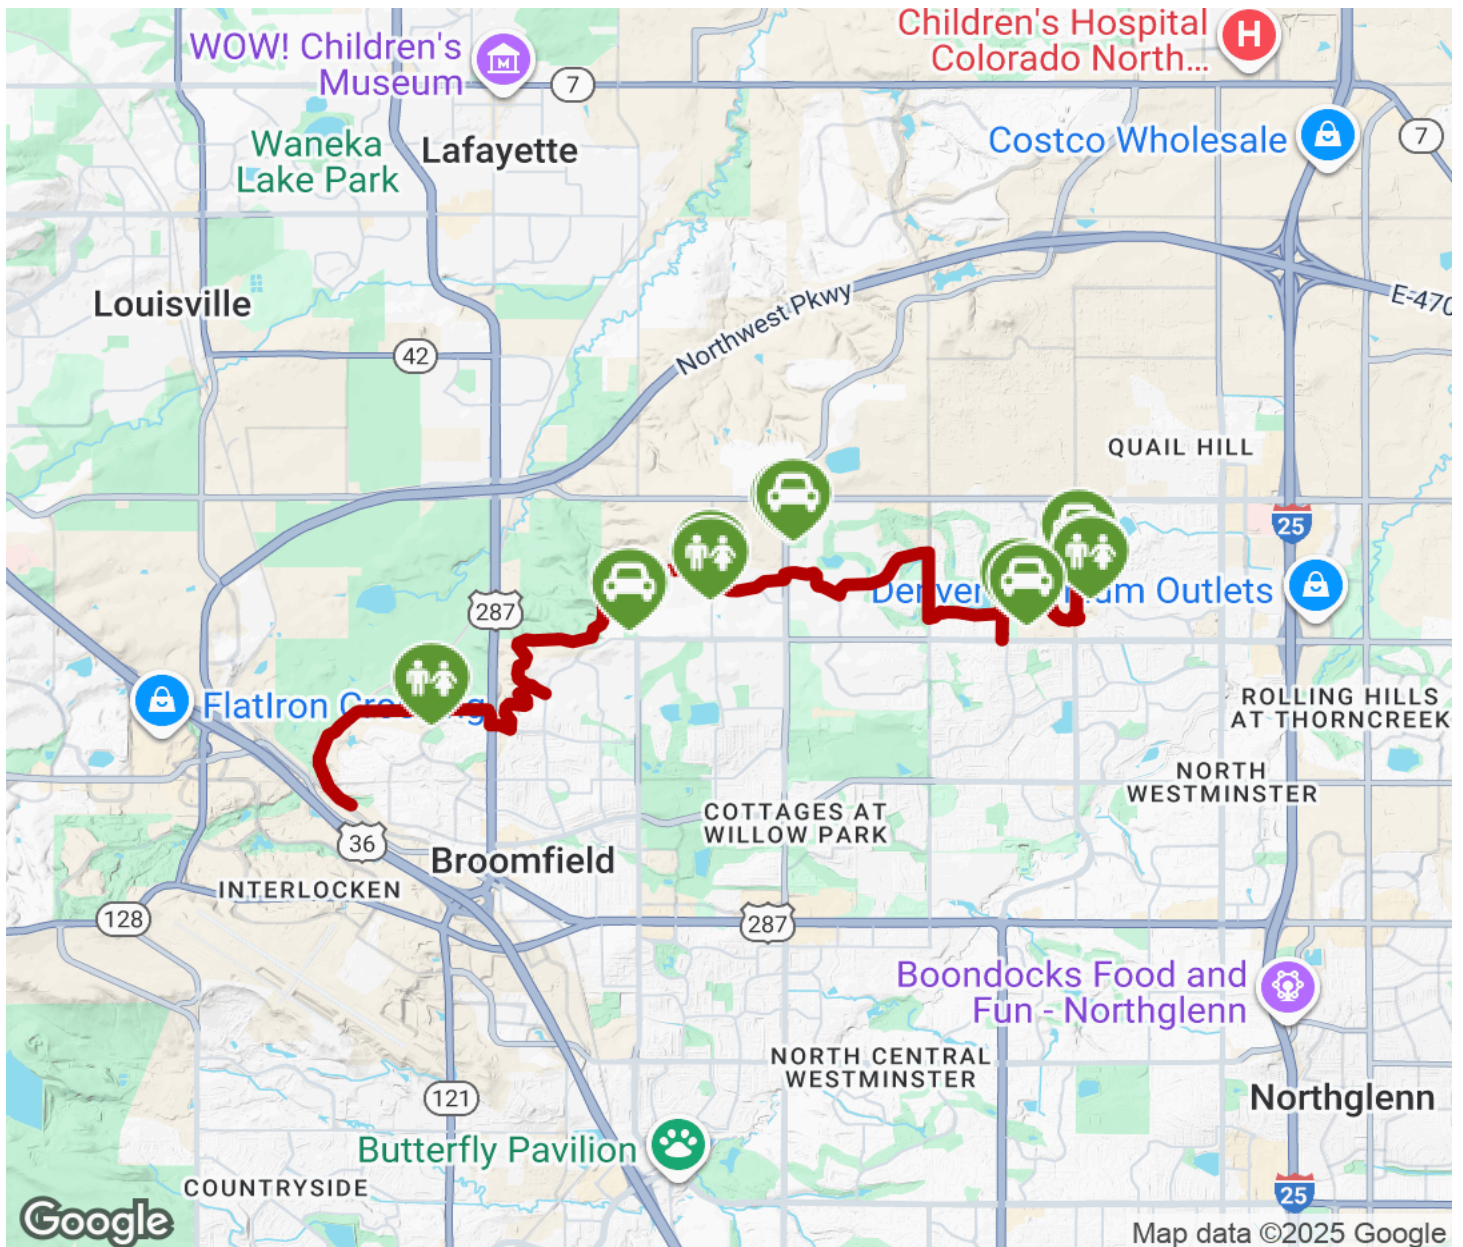 Children's Hospital
Colorado North...
H
WOW! Children's
Museum
M
7
Costco Wholesale
7
Waneka
Lake Park
Lafayette
Louisville
Northwest Pkwy
E-470
42
QUAIL HILL
25
287
Outlets
FlatIron
ROLLING HILLS
AT THORNCREEK
NORTH
WESTMINSTER
COTTAGES AT
WILLOW PARK
36
Broomfield
INTERLOCKEN
128
287
Boondocks Food and
Fun - Northglenn
NORTH CENTRAL
WESTMINSTER
121
Northglenn
Butterfly Pavilion
COUNTRYSIDE
25
Google
Map data ©2025 Google